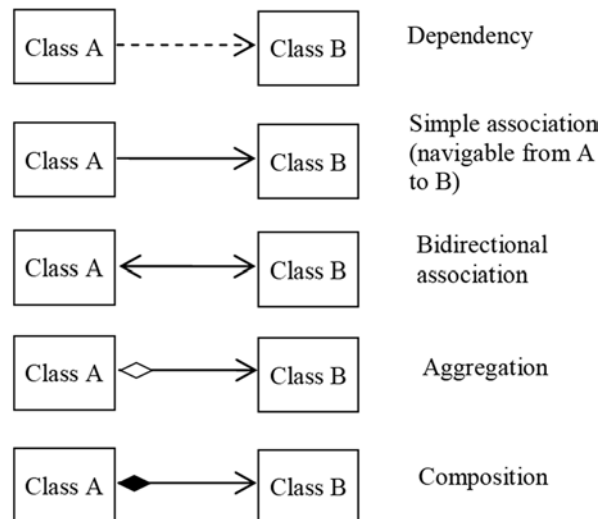 Class A
Class B
Dependency
Class A
Class B
Simple association
(navigable from A
to B)
Class A
Class B
Bidirectional
association
Class A
Class B
Aggregation
Class A
Class B
Composition